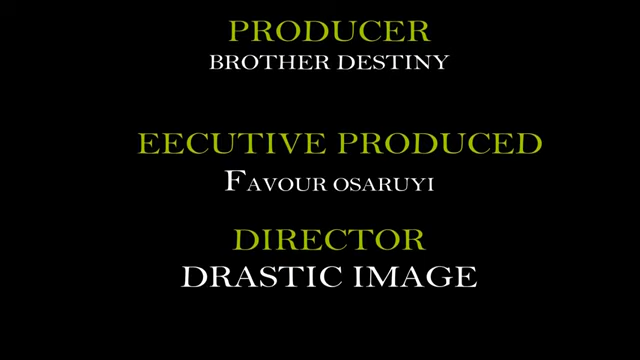 PRODUCER
BROTHER DESTINY
EECUTIVE PRODUCED
FAVOUR OSARUYI
DIRECTOR
DRASTIC IMAGE